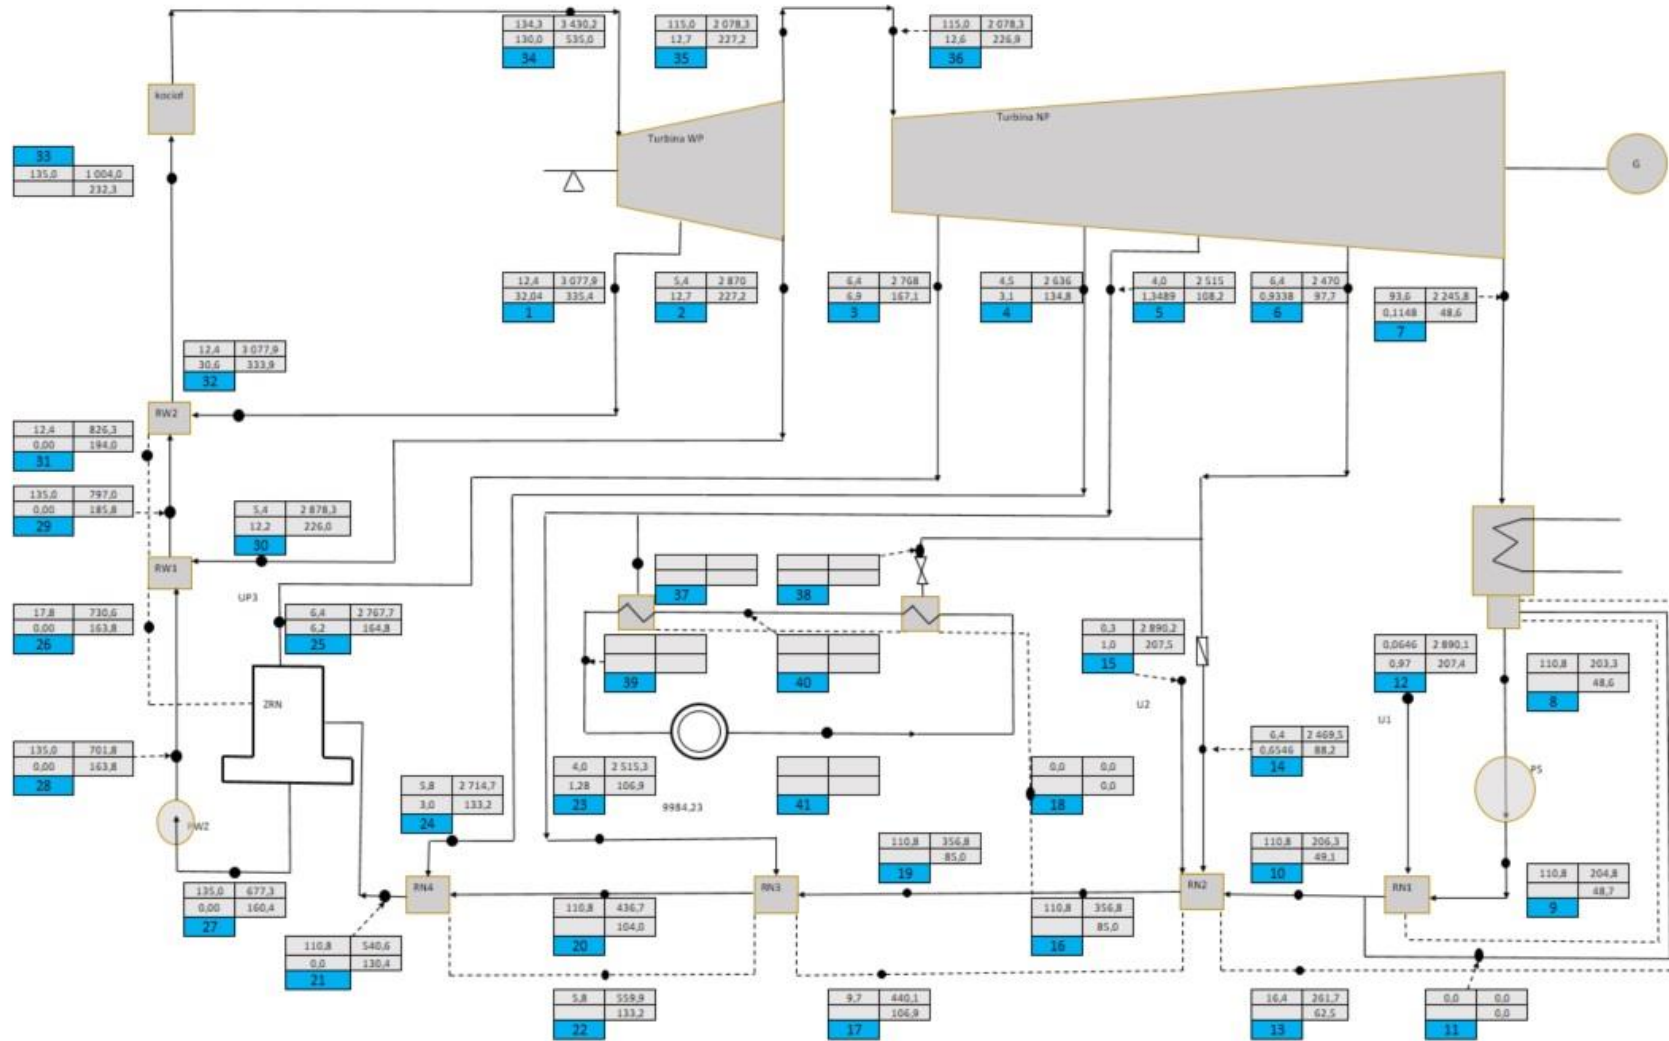 134,3 3 430,2
130,0 535,0
34
115,0 2 078,3
12,7 227,2
35
115,0 2 078,3
12,6 226,9
36
kocioł
Turbina WP
Turbina NP
G
33
135,0 1 004,0
232,3
12,4 3 077,9
32,04 335,4
1
5,4 2 870
12,7 227,2
2
6,4 2 768
6,9 167,1
3
4,5 2 636
3,1 134,8
4
4,0 2 515
1,3489 108,2
5
6,4 2 470
0,9338 97,7
6
93,6 2 245,8
0,1148 48,6
7
12,4 3 077,9
30,6 333,9
32
RW2
12,4 826,3
0,00 194,0
31
135,0 797,0
0,00 185,8
29
5,4 2 878,3
12,2 226,0
30
RW1
UP3
17,8 730,6
0,00 163,8
26
6,4 2 767,7
6,2 164,8
25
37
38
39
40
0,3 2 890,2
1,0 207,5
15
U2
0,0646 2 890,1
0,97 207,4
12
U1
110,8 203,3
48,6
8
ZRN
135,0 701,8
0,00 163,8
28
6,4 2 469,5
0,6546 88,2
14
PS
4,0 2 515,3
1,28 106,9
23
9984,23
41
0,0 0,0
0,0
18
5,8 2 714,7
3,0 133,2
24
PWZ
110,8 356,8
85,0
19
110,8 206,3
49,1
10
110,8 204,8
48,7
9
RN4
RN3
RN2
RN1
135,0 677,3
0,00 160,4
27
110,8 436,7
104,0
20
110,8 356,8
85,0
16
110,8 540,6
0,0 130,4
21
5,8 559,9
133,2
22
9,7 440,1
106,9
17
16,4 261,7
62,5
13
0,0 0,0
0,0
11